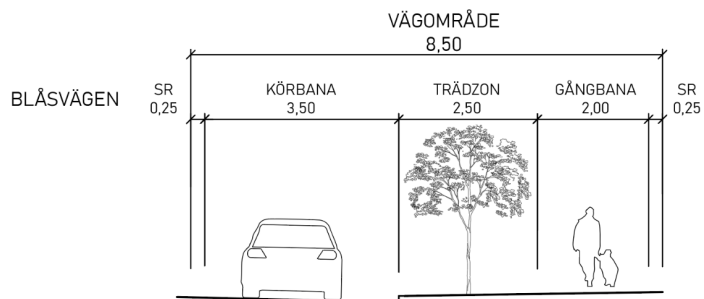 VÄGOMRÅDE
8,50
BLÅSVÄGEN
SR
0,25
KÖRBANA
3,50
TRÄDZON
2,50
GÅNGBANA
2,00
SR
0,25